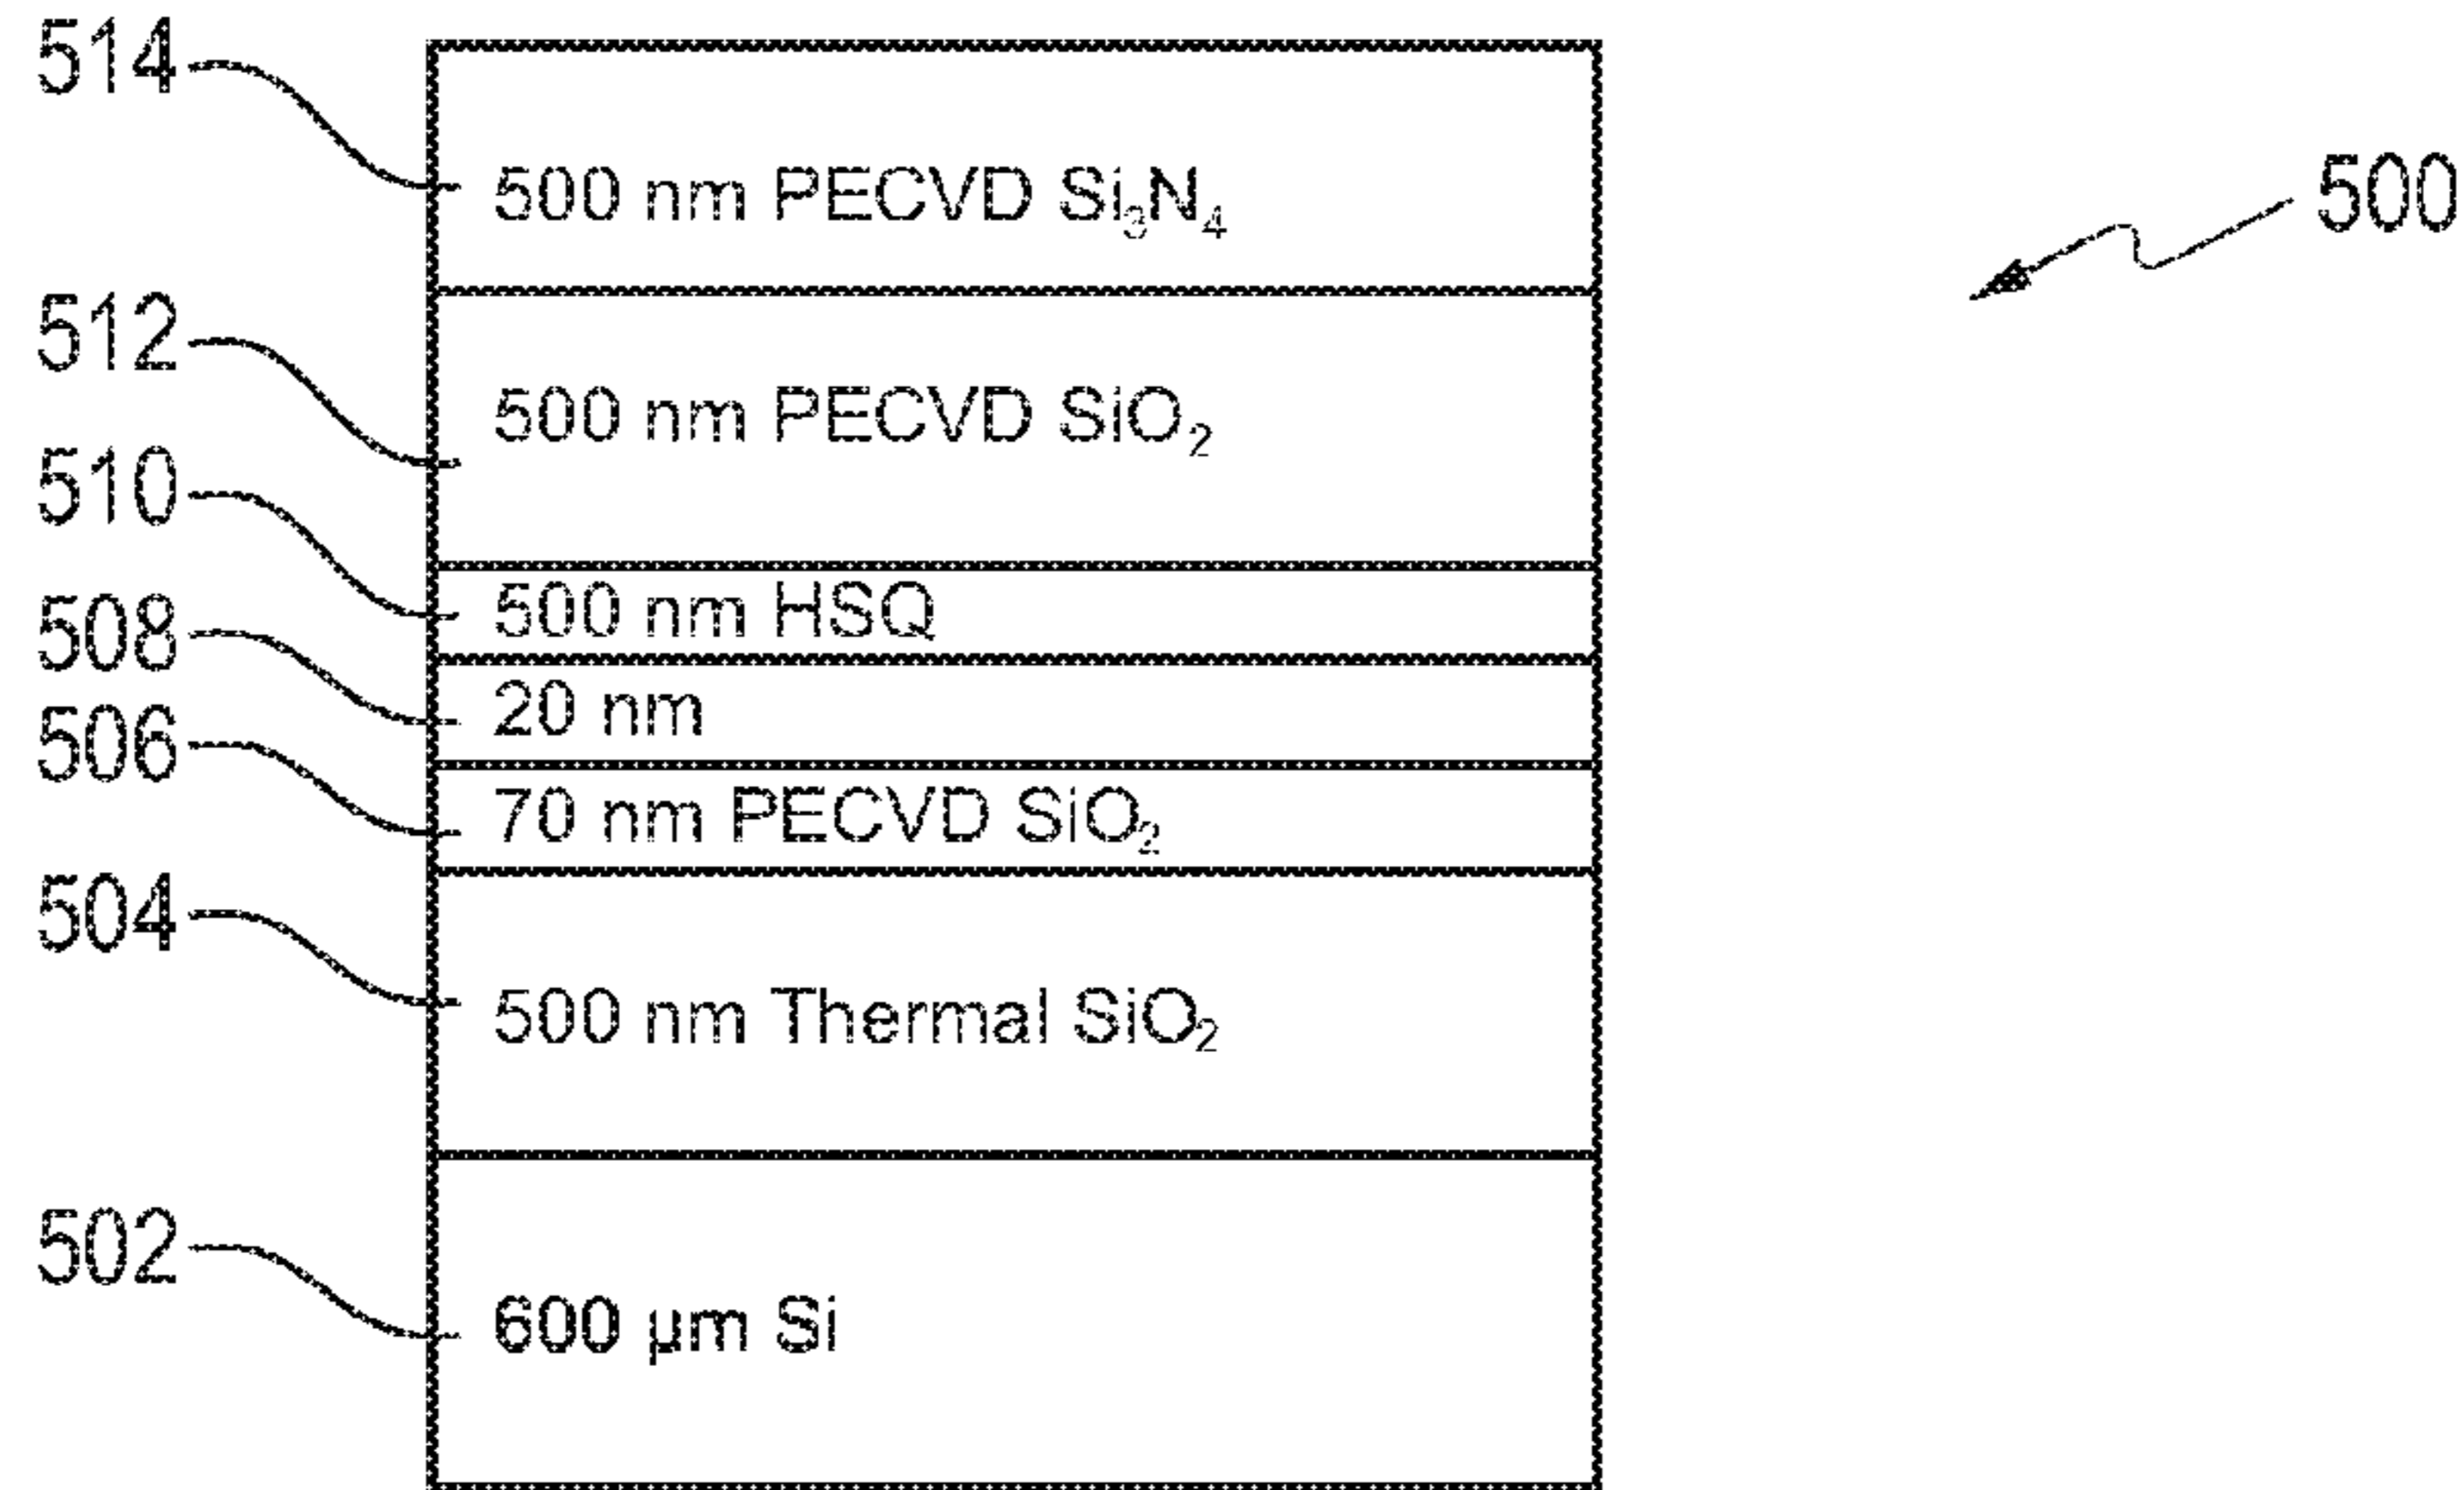 514
500 nm PECVD Si₃N₄
500
512
500 nm PECVD SiO₂
510
500 nm HSQ
508
20 nm
506
70 nm PECVD SiO₂
504
500 nm Thermal SiO₂
502
600 µm Si